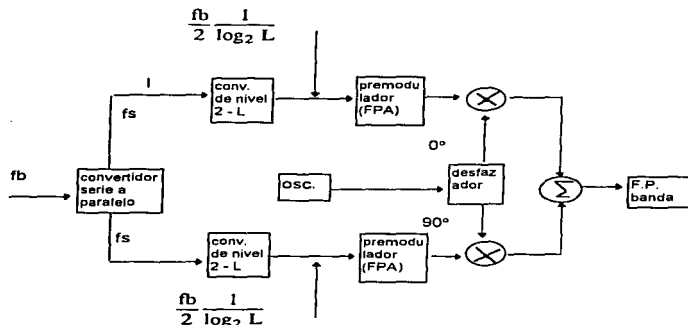 fb/2 1/log₂ L
I
conv.
de nivel
2 - L
premodu
lador
(FPA)
fs
0°
fb
convertidor
serie a
paralelo
OSC.
desfaz
ador
Σ
F.P.
banda
fs
90°
conv.
de nivel
2 - L
premodu
lador
(FPA)
fb/2 1/log₂ L